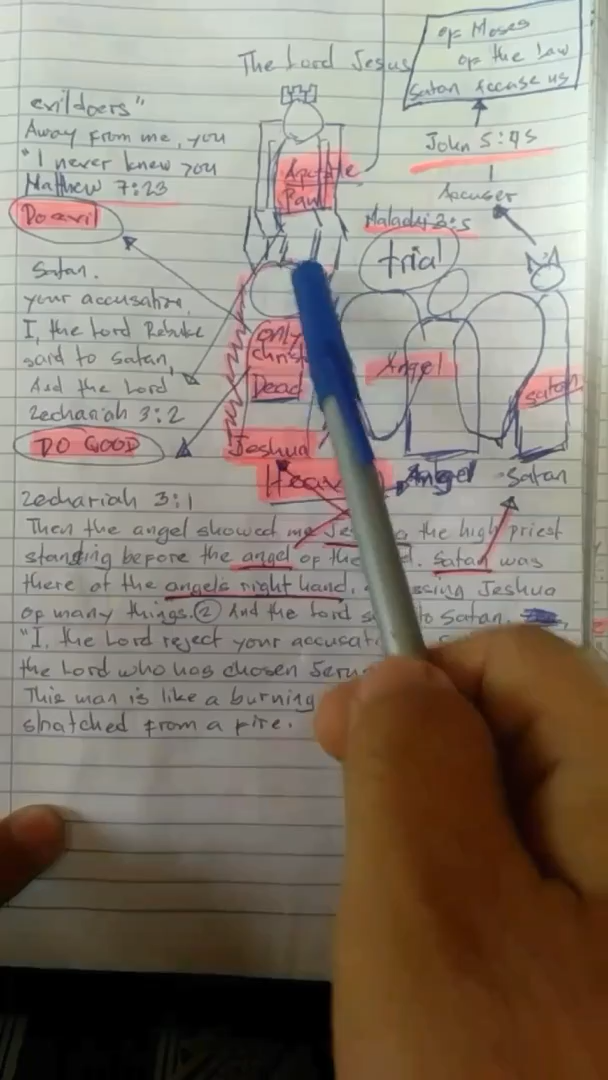 of Moses
of the law
Satan Accuse us
The Lord Jesus
John 5:45
Accuser
evildoers"
Away from me, you
"I never knew you
Matthew 7:23
Do evil
Apostle
Paul
Malachi 3:5
trial
Satan.
your accusation,
I, the Lord Rebuke
said to Satan,
And the Lord
Zechariah 3:2
DO GOOD
only
christ
Dead
Jeshua
Angel
satan
Heaven
Angel
Satan
Zechariah 3:1
Then the angel showed me the high priest
standing before the angel of the Satan was
there at the angels right hand, Jeshua
of many things. ② And the Lord to Satan.
"I, the Lord reject your
the Lord who has chosen
This man is like a burning
snatched from a fire.